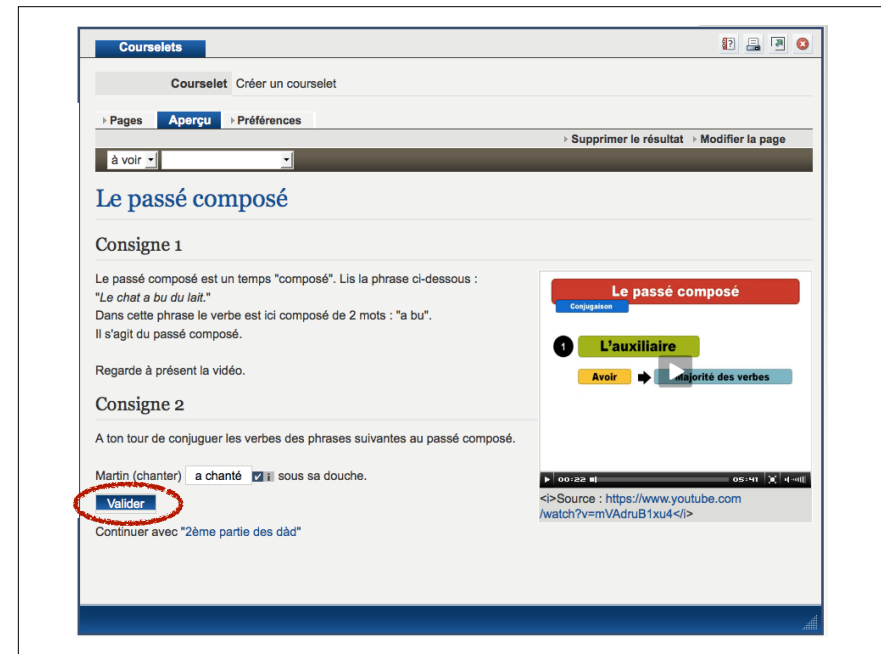 Courselets
Courselet Créer un courselet
Pages Aperçu Préférences
Supprimer le résultat Modifier la page
à voir
Le passé composé
Consigne 1
Le passé composé est un temps "composé". Lis la phrase ci-dessous :
"Le chat a bu du lait."
Dans cette phrase le verbe est ici composé de 2 mots : "a bu".
Il s'agit du passé composé.
Regarde à présent la vidéo.
Consigne 2
A ton tour de conjuguer les verbes des phrases suivantes au passé composé.
Martin (chanter) a chanté i sous sa douche.
Valider
Continuer avec "2ème partie des dàd"
Le passé composé
Conjugaison
1 L'auxiliaire
Avoir Majorité des verbes
00:22 05:41
<i>Source : https://www.youtube.com
/watch?v=mVAdruB1xu4</i>